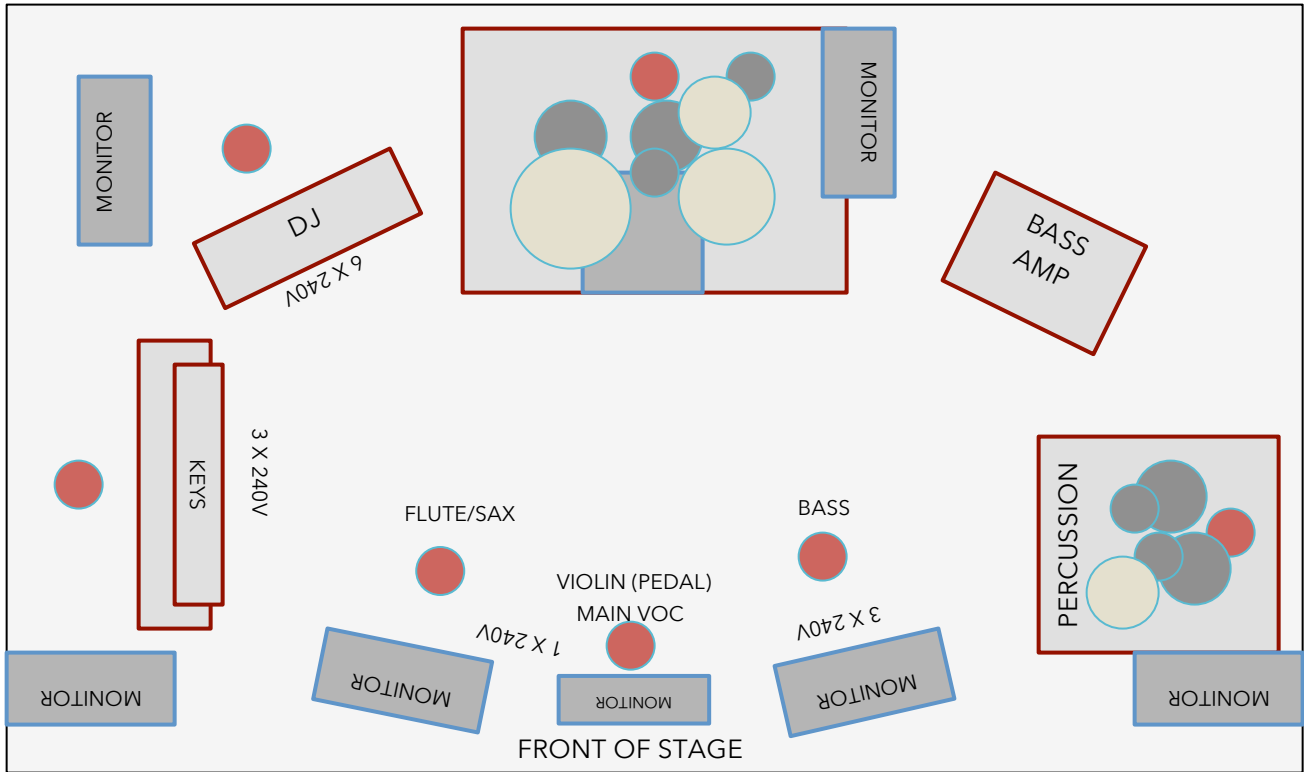 MONITOR
MONITOR
DJ
6 X 240V
BASS
AMP
KEYS
3 X 240V
FLUTE/SAX
BASS
PERCUSSION
VIOLIN (PEDAL)
MAIN VOC
1 X 240V
3 X 240V
MONITOR
MONITOR
MONITOR
MONITOR
MONITOR
FRONT OF STAGE